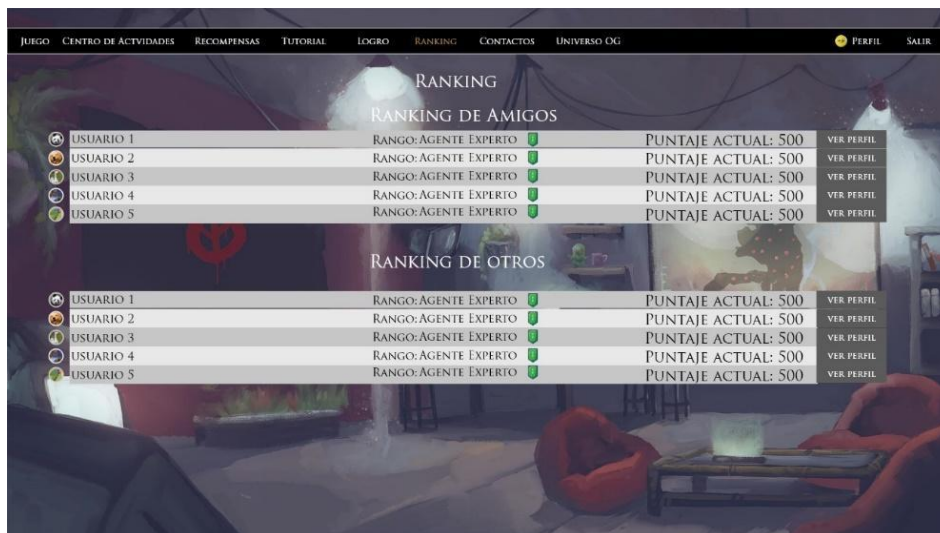 JUEGO CENTRO DE ACTVIDADES RECOMPENSAS TUTORIAL LOGRO RANKING CONTACTOS UNIVERSO OG PERFIL SALIR
RANKING
RANKING DE AMIGOS
USUARIO 1 RANGO: AGENTE EXPERTO PUNTAJE ACTUAL: 500 VER PERFIL
USUARIO 2 RANGO: AGENTE EXPERTO PUNTAJE ACTUAL: 500 VER PERFIL
USUARIO 3 RANGO: AGENTE EXPERTO PUNTAJE ACTUAL: 500 VER PERFIL
USUARIO 4 RANGO: AGENTE EXPERTO PUNTAJE ACTUAL: 500 VER PERFIL
USUARIO 5 RANGO: AGENTE EXPERTO PUNTAJE ACTUAL: 500 VER PERFIL
RANKING DE OTROS
USUARIO 1 RANGO: AGENTE EXPERTO PUNTAJE ACTUAL: 500 VER PERFIL
USUARIO 2 RANGO: AGENTE EXPERTO PUNTAJE ACTUAL: 500 VER PERFIL
USUARIO 3 RANGO: AGENTE EXPERTO PUNTAJE ACTUAL: 500 VER PERFIL
USUARIO 4 RANGO: AGENTE EXPERTO PUNTAJE ACTUAL: 500 VER PERFIL
USUARIO 5 RANGO: AGENTE EXPERTO PUNTAJE ACTUAL: 500 VER PERFIL